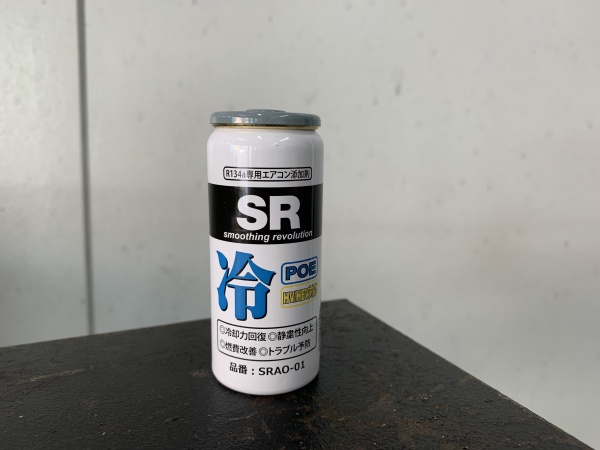 R134a専用エアコン添加剤
SR
smoothing revolution
冷
POE
◎冷却力回復 ◎静粛性向上
◎燃費改善 ◎トラブル予防
品番：SRAO-01